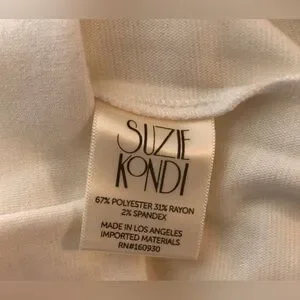 SUZIE
KONDI
67% POLYESTER 31% RAYON
2% SPANDEX
MADE IN LOS ANGELES
IMPORTED MATERIALS
RN#160930